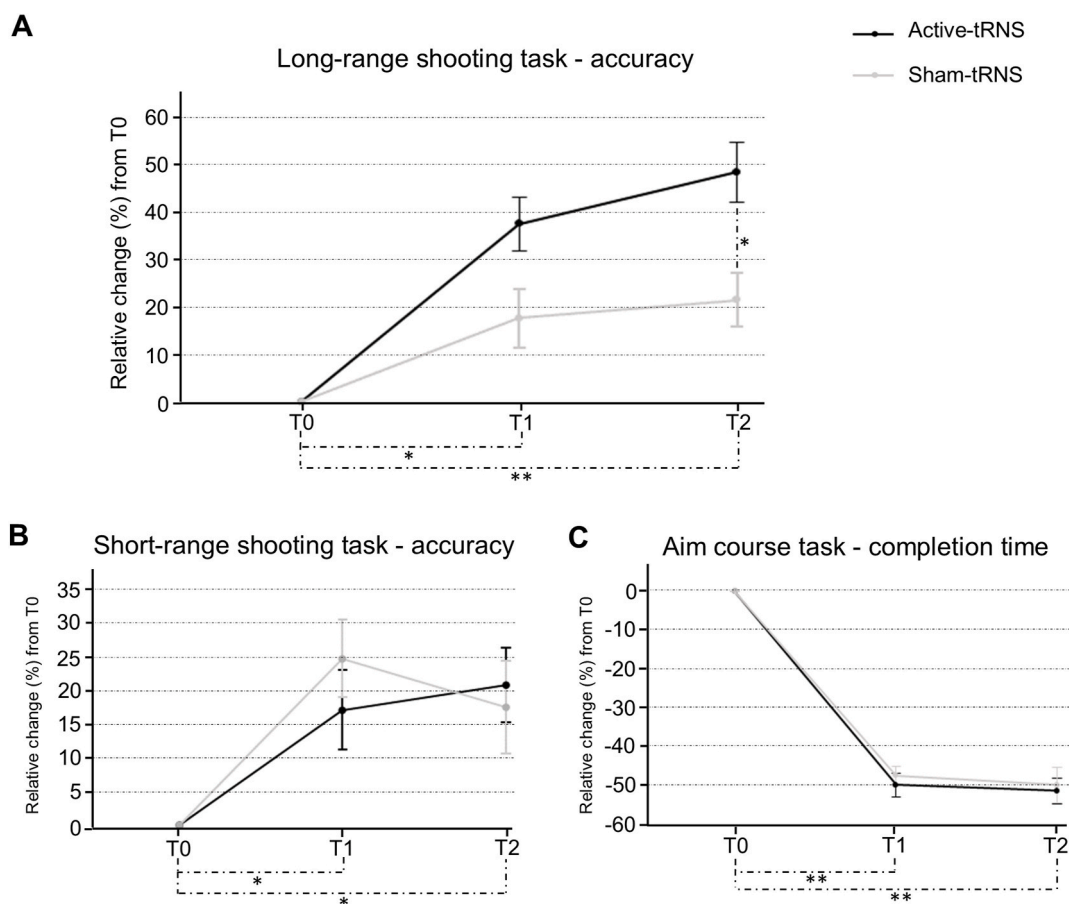 A
Active-tRNS
Sham-tRNS
Long-range shooting task - accuracy
Relative change (%) from T0
60
50
40
30
20
10
0
*
T0 T1 T2
*
**
B
Short-range shooting task - accuracy
Relative change (%) from T0
35
30
25
20
15
10
5
0
T0 T1 T2
*
*
C
Aim course task - completion time
Relative change (%) from T0
0
-10
-20
-30
-40
-50
-60
T0 T1 T2
**
**